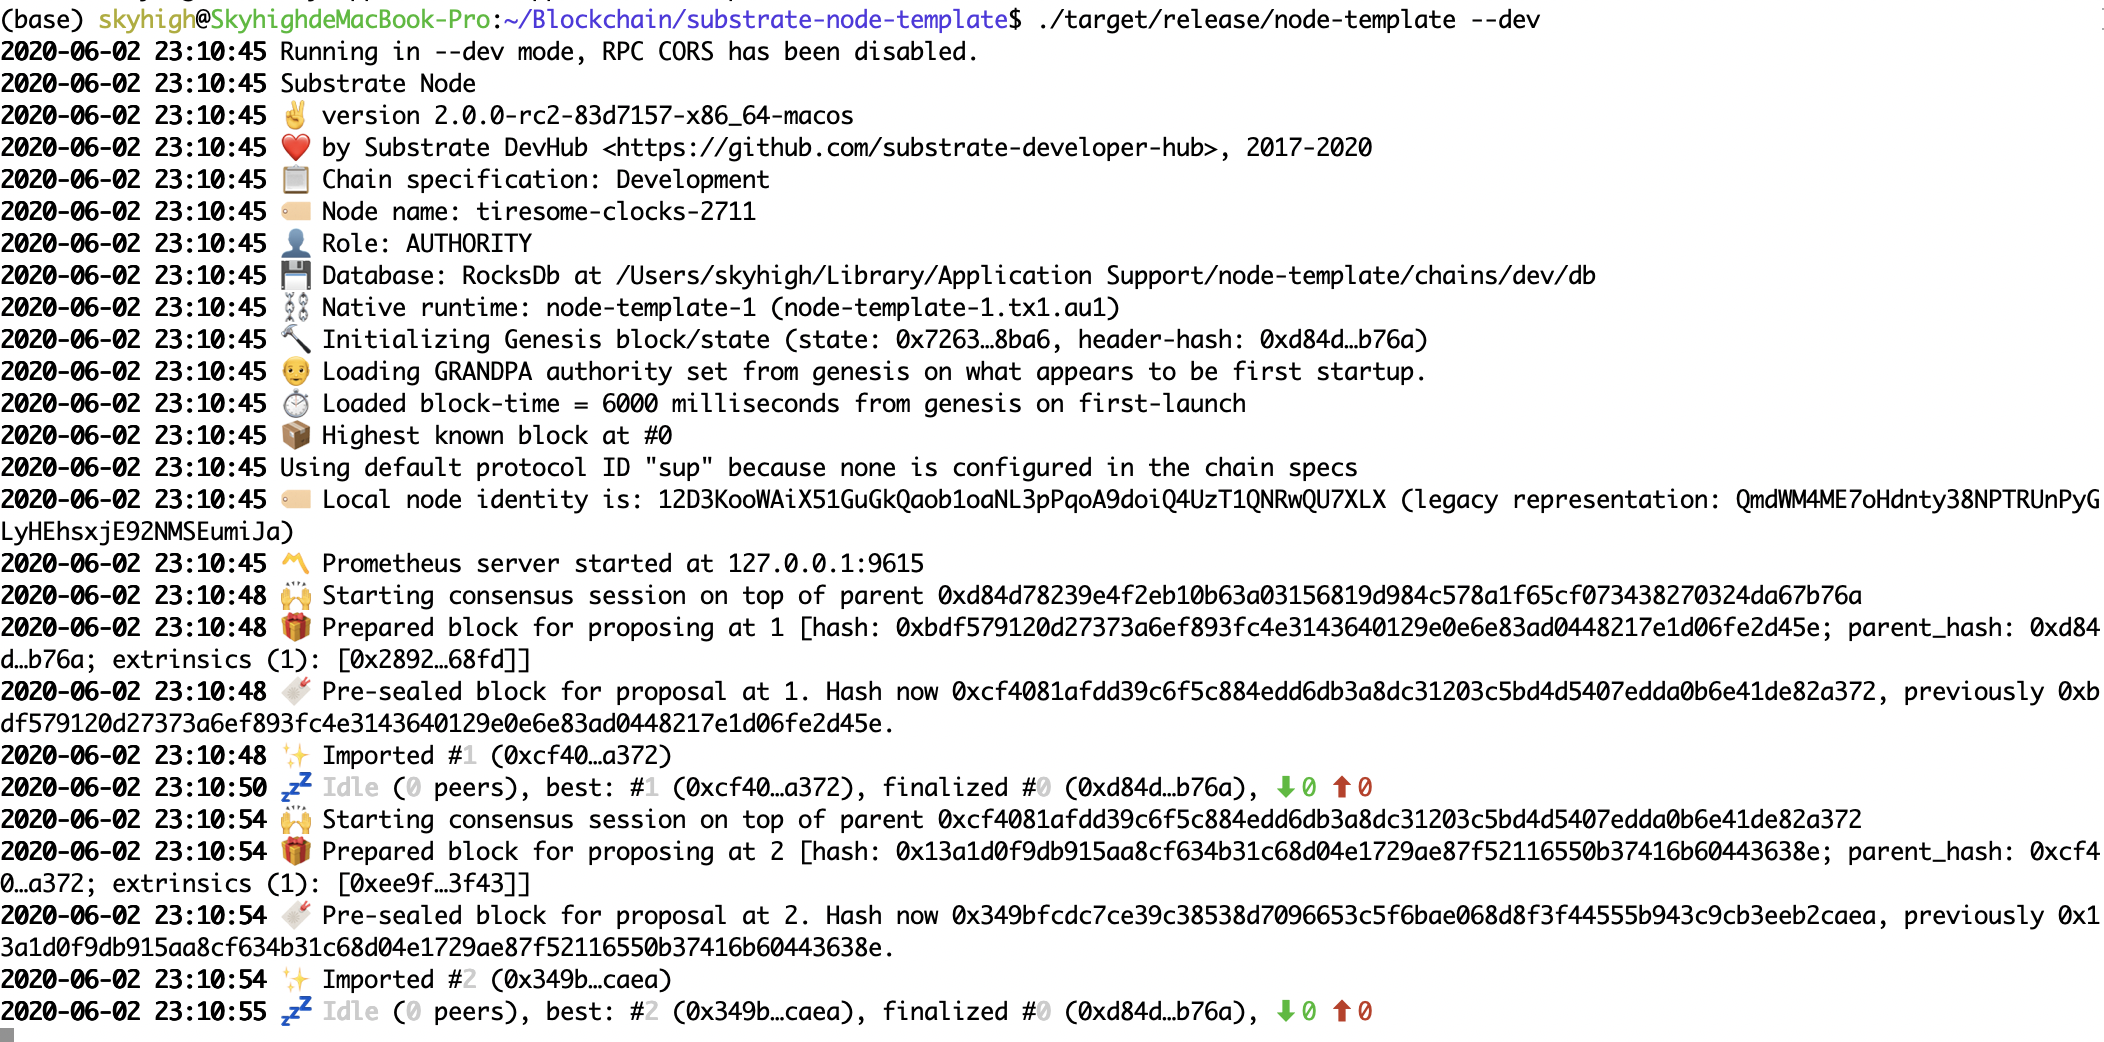 (base) skyhigh@SkyhighdeMacBook-Pro:~/Blockchain/substrate-node-template$ ./target/release/node-template --dev
2020-06-02 23:10:45 Running in --dev mode, RPC CORS has been disabled.
2020-06-02 23:10:45 Substrate Node
2020-06-02 23:10:45 ✌️ version 2.0.0-rc2-83d7157-x86_64-macos
2020-06-02 23:10:45 ❤️ by Substrate DevHub <https://github.com/substrate-developer-hub>, 2017-2020
2020-06-02 23:10:45 📋 Chain specification: Development
2020-06-02 23:10:45 🏷 Node name: tiresome-clocks-2711
2020-06-02 23:10:45 👤 Role: AUTHORITY
2020-06-02 23:10:45 💾 Database: RocksDb at /Users/skyhigh/Library/Application Support/node-template/chains/dev/db
2020-06-02 23:10:45 ⛓ Native runtime: node-template-1 (node-template-1.tx1.au1)
2020-06-02 23:10:45 🔨 Initializing Genesis block/state (state: 0x7263…8ba6, header-hash: 0xd84d…b76a)
2020-06-02 23:10:45 👴 Loading GRANDPA authority set from genesis on what appears to be first startup.
2020-06-02 23:10:45 ⏱ Loaded block-time = 6000 milliseconds from genesis on first-launch
2020-06-02 23:10:45 📦 Highest known block at #0
2020-06-02 23:10:45 Using default protocol ID "sup" because none is configured in the chain specs
2020-06-02 23:10:45 🏷 Local node identity is: 12D3KooWAiX51GuGkQaob1oaNL3pPqoA9doiQ4UzT1QNRwQU7XLX (legacy representation: QmdWM4ME7oHdnty38NPTRUnPyG
LyHEhsxjE92NMSEumiJa)
2020-06-02 23:10:45 〽️ Prometheus server started at 127.0.0.1:9615
2020-06-02 23:10:48 🙌 Starting consensus session on top of parent 0xd84d78239e4f2eb10b63a03156819d984c578a1f65cf073438270324da67b76a
2020-06-02 23:10:48 🎁 Prepared block for proposing at 1 [hash: 0xbdf579120d27373a6ef893fc4e3143640129e0e6e83ad0448217e1d06fe2d45e; parent_hash: 0xd84
d…b76a; extrinsics (1): [0x2892…68fd]]
2020-06-02 23:10:48 🔖 Pre-sealed block for proposal at 1. Hash now 0xcf4081afdd39c6f5c884edd6db3a8dc31203c5bd4d5407edda0b6e41de82a372, previously 0xb
df579120d27373a6ef893fc4e3143640129e0e6e83ad0448217e1d06fe2d45e.
2020-06-02 23:10:48 ✨ Imported #1 (0xcf40…a372)
2020-06-02 23:10:50 💤 Idle (0 peers), best: #1 (0xcf40…a372), finalized #0 (0xd84d…b76a), ⬇ 0 ⬆ 0
2020-06-02 23:10:54 🙌 Starting consensus session on top of parent 0xcf4081afdd39c6f5c884edd6db3a8dc31203c5bd4d5407edda0b6e41de82a372
2020-06-02 23:10:54 🎁 Prepared block for proposing at 2 [hash: 0x13a1d0f9db915aa8cf634b31c68d04e1729ae87f52116550b37416b60443638e; parent_hash: 0xcf4
0…a372; extrinsics (1): [0xee9f…3f43]]
2020-06-02 23:10:54 🔖 Pre-sealed block for proposal at 2. Hash now 0x349bfcdc7ce39c38538d7096653c5f6bae068d8f3f44555b943c9cb3eeb2caea, previously 0x1
3a1d0f9db915aa8cf634b31c68d04e1729ae87f52116550b37416b60443638e.
2020-06-02 23:10:54 ✨ Imported #2 (0x349b…caea)
2020-06-02 23:10:55 💤 Idle (0 peers), best: #2 (0x349b…caea), finalized #0 (0xd84d…b76a), ⬇ 0 ⬆ 0